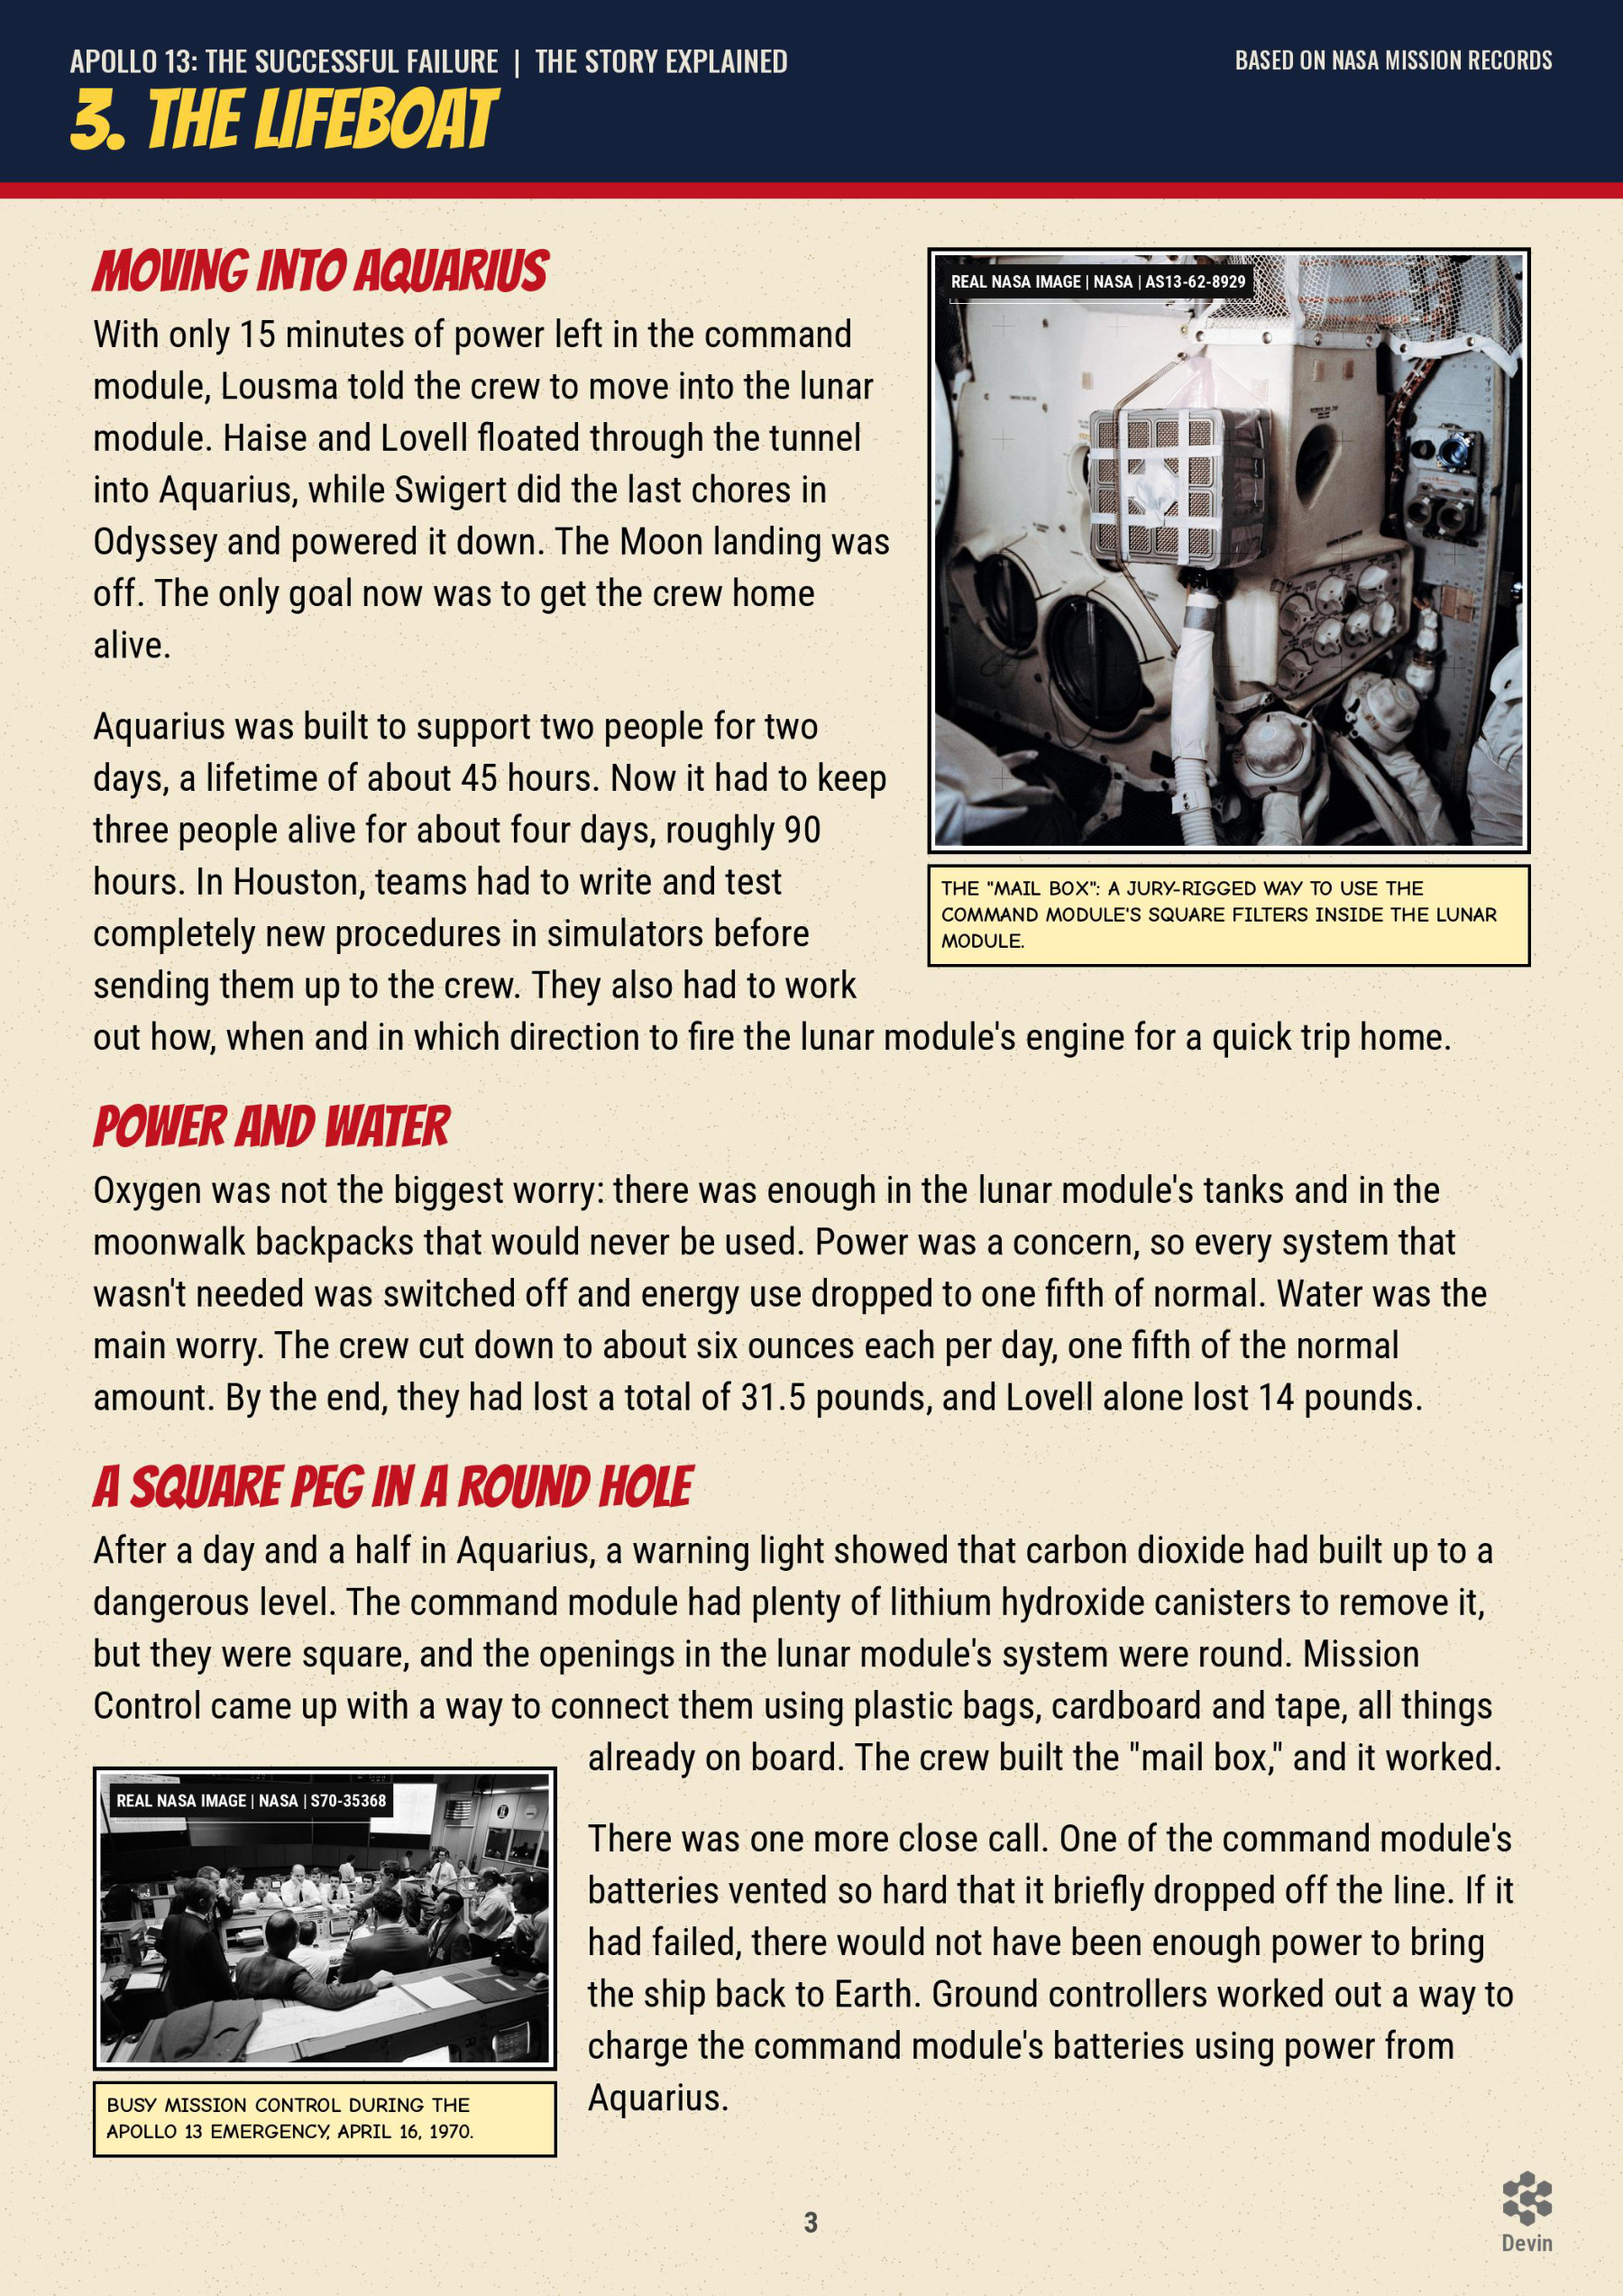 APOLLO 13: THE SUCCESSFUL FAILURE | THE STORY EXPLAINED
BASED ON NASA MISSION RECORDS
3. THE LIFEBOAT
MOVING INTO AQUARIUS
With only 15 minutes of power left in the command
module, Lousma told the crew to move into the lunar
module. Haise and Lovell floated through the tunnel
into Aquarius, while Swigert did the last chores in
Odyssey and powered it down. The Moon landing was
off. The only goal now was to get the crew home
alive.
Aquarius was built to support two people for two
days, a lifetime of about 45 hours. Now it had to keep
three people alive for about four days, roughly 90
hours. In Houston, teams had to write and test
completely new procedures in simulators before
sending them up to the crew. They also had to work
out how, when and in which direction to fire the lunar module's engine for a quick trip home.
REAL NASA IMAGE | NASA | AS13-62-8929
THE "MAIL BOX": A JURY-RIGGED WAY TO USE THE
COMMAND MODULE'S SQUARE FILTERS INSIDE THE LUNAR
MODULE.
POWER AND WATER
Oxygen was not the biggest worry: there was enough in the lunar module's tanks and in the
moonwalk backpacks that would never be used. Power was a concern, so every system that
wasn't needed was switched off and energy use dropped to one fifth of normal. Water was the
main worry. The crew cut down to about six ounces each per day, one fifth of the normal
amount. By the end, they had lost a total of 31.5 pounds, and Lovell alone lost 14 pounds.
A SQUARE PEG IN A ROUND HOLE
After a day and a half in Aquarius, a warning light showed that carbon dioxide had built up to a
dangerous level. The command module had plenty of lithium hydroxide canisters to remove it,
but they were square, and the openings in the lunar module's system were round. Mission
Control came up with a way to connect them using plastic bags, cardboard and tape, all things
already on board. The crew built the "mail box," and it worked.
REAL NASA IMAGE | NASA | S70-35368
BUSY MISSION CONTROL DURING THE
APOLLO 13 EMERGENCY, APRIL 16, 1970.
There was one more close call. One of the command module's
batteries vented so hard that it briefly dropped off the line. If it
had failed, there would not have been enough power to bring
the ship back to Earth. Ground controllers worked out a way to
charge the command module's batteries using power from
Aquarius.
3
Devin